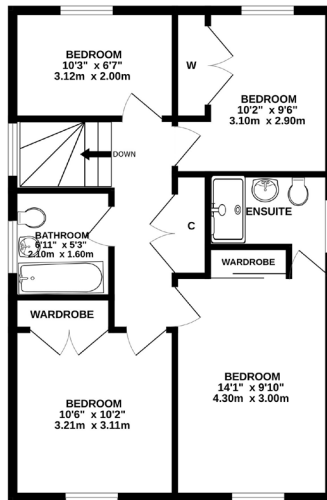 BEDROOM
10'3" x 6'7"
3.12m x 2.00m
W
BEDROOM
10'2" x 9'6"
3.10m x 2.90m
DOWN
BATHROOM
6'11" x 5'3"
2.10m x 1.60m
C
ENSUITE
WARDROBE
WARDROBE
BEDROOM
10'6" x 10'2"
3.21m x 3.11m
BEDROOM
14'1" x 9'10"
4.30m x 3.00m